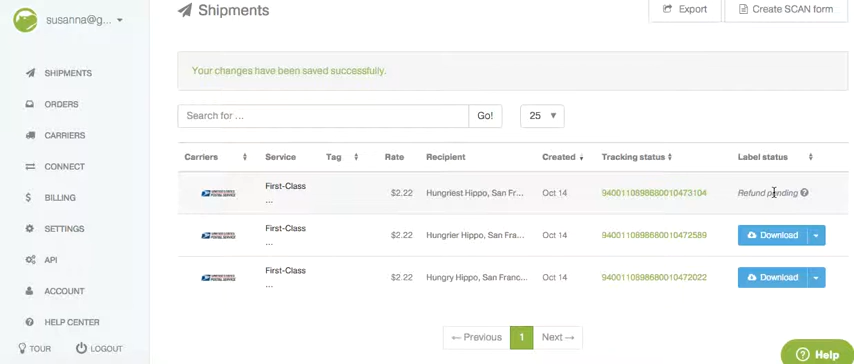 susanna@g...
SHIPMENTS
ORDERS
CARRIERS
CONNECT
BILLING
SETTINGS
API
ACCOUNT
HELP CENTER
TOUR LOGOUT
Shipments
Export Create SCAN form
Your changes have been saved successfully.
Search for ... Go! 25
Carriers Service Tag Rate Recipient Created Tracking status Label status
First-Class ... $2.22 Hungriest Hippo, San Fr... Oct 14 9400110898680010473104 Refund pending
First-Class ... $2.22 Hungrier Hippo, San Fra... Oct 14 9400110898680010472589 Download
First-Class ... $2.22 Hungry Hippo, San Franc... Oct 14 9400110898680010472022 Download
← Previous 1 Next →
Help